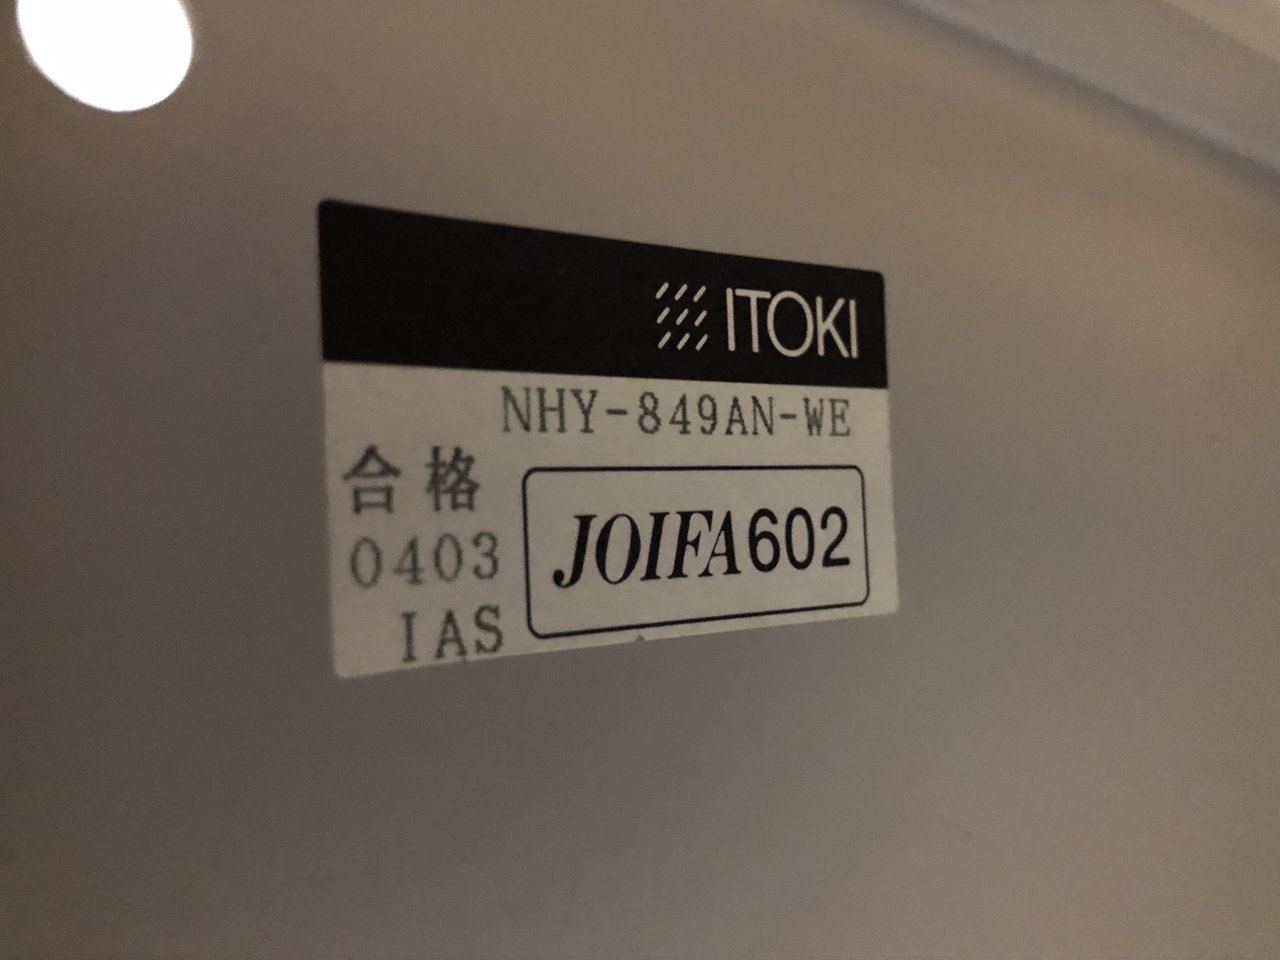 ITOKI
NHY-849AN-WE
合格
0403
IAS
JOIFA602